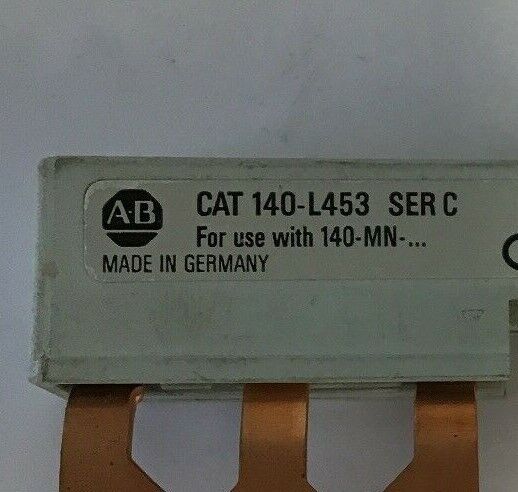 A-B CAT 140-L453 SER C
For use with 140-MN-...
MADE IN GERMANY